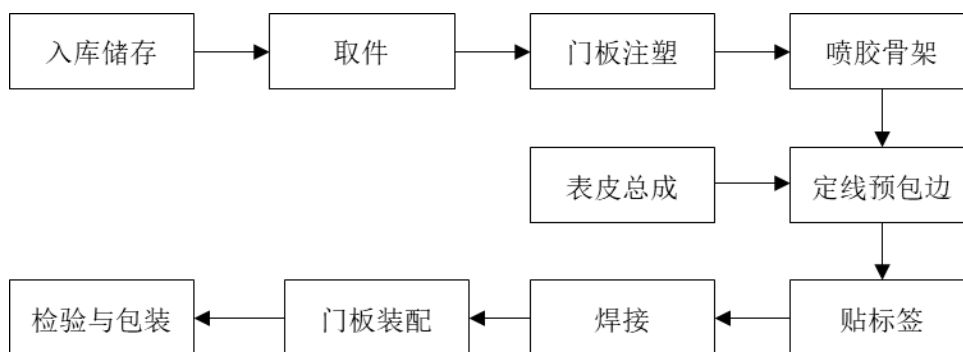 入库储存
取件
门板注塑
喷胶骨架
表皮总成
定线预包边
检验与包装
门板装配
焊接
贴标签